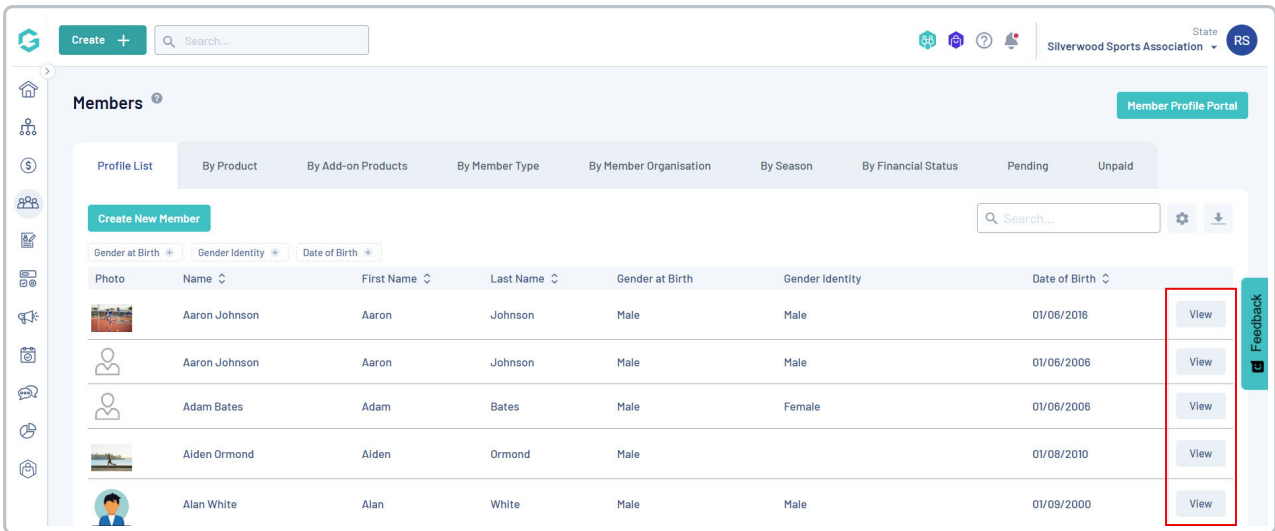 Create + Search... State
Silverwood Sports Association RS
Members ?
Member Profile Portal
Profile List By Product By Add-on Products By Member Type By Member Organisation By Season By Financial Status Pending Unpaid
Create New Member Search...
Gender at Birth + Gender Identity + Date of Birth +
Photo Name First Name Last Name Gender at Birth Gender Identity Date of Birth
Aaron Johnson Aaron Johnson Male Male 01/06/2016 View
Aaron Johnson Aaron Johnson Male Male 01/06/2006 View
Adam Bates Adam Bates Male Female 01/06/2006 View
Aiden Ormond Aiden Ormond Male 01/08/2010 View
Alan White Alan White Male Male 01/09/2000 View
Feedback